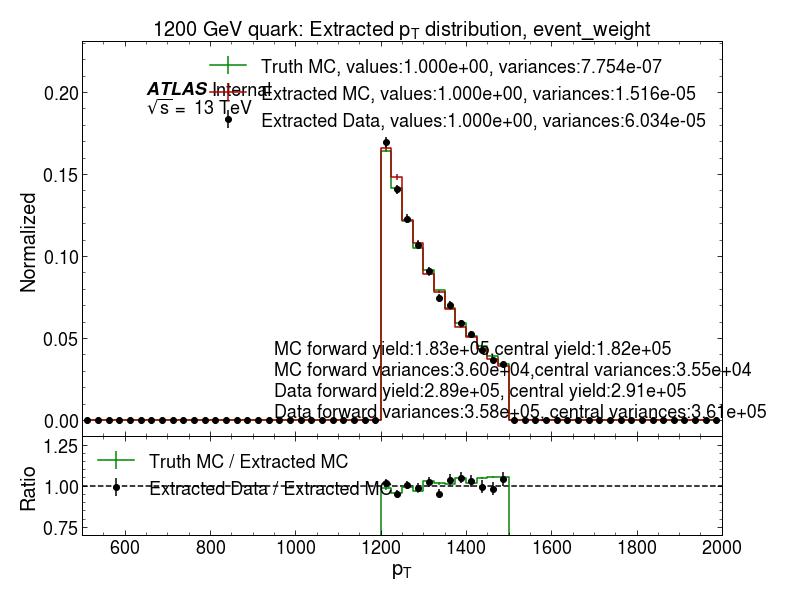 1200 GeV quark: Extracted pT distribution, event_weight
Truth MC, values:1.000e+00, variances:7.754e-07
ATLAS Internal
Extracted MC, values:1.000e+00, variances:1.516e-05
√s = 13 TeV
Extracted Data, values:1.000e+00, variances:6.034e-05
Normalized
0.20
0.15
0.10
0.05
0.00
MC forward yield:1.83e+05,central yield:1.82e+05
MC forward variances:3.60e+04,central variances:3.55e+04
Data forward yield:2.89e+05, central yield:2.91e+05
Data forward variances:3.58e+05, central variances:3.61e+05
Ratio
1.25
1.00
0.75
Truth MC / Extracted MC
Extracted Data / Extracted MC
600 800 1000 1200 1400 1600 1800 2000
pT